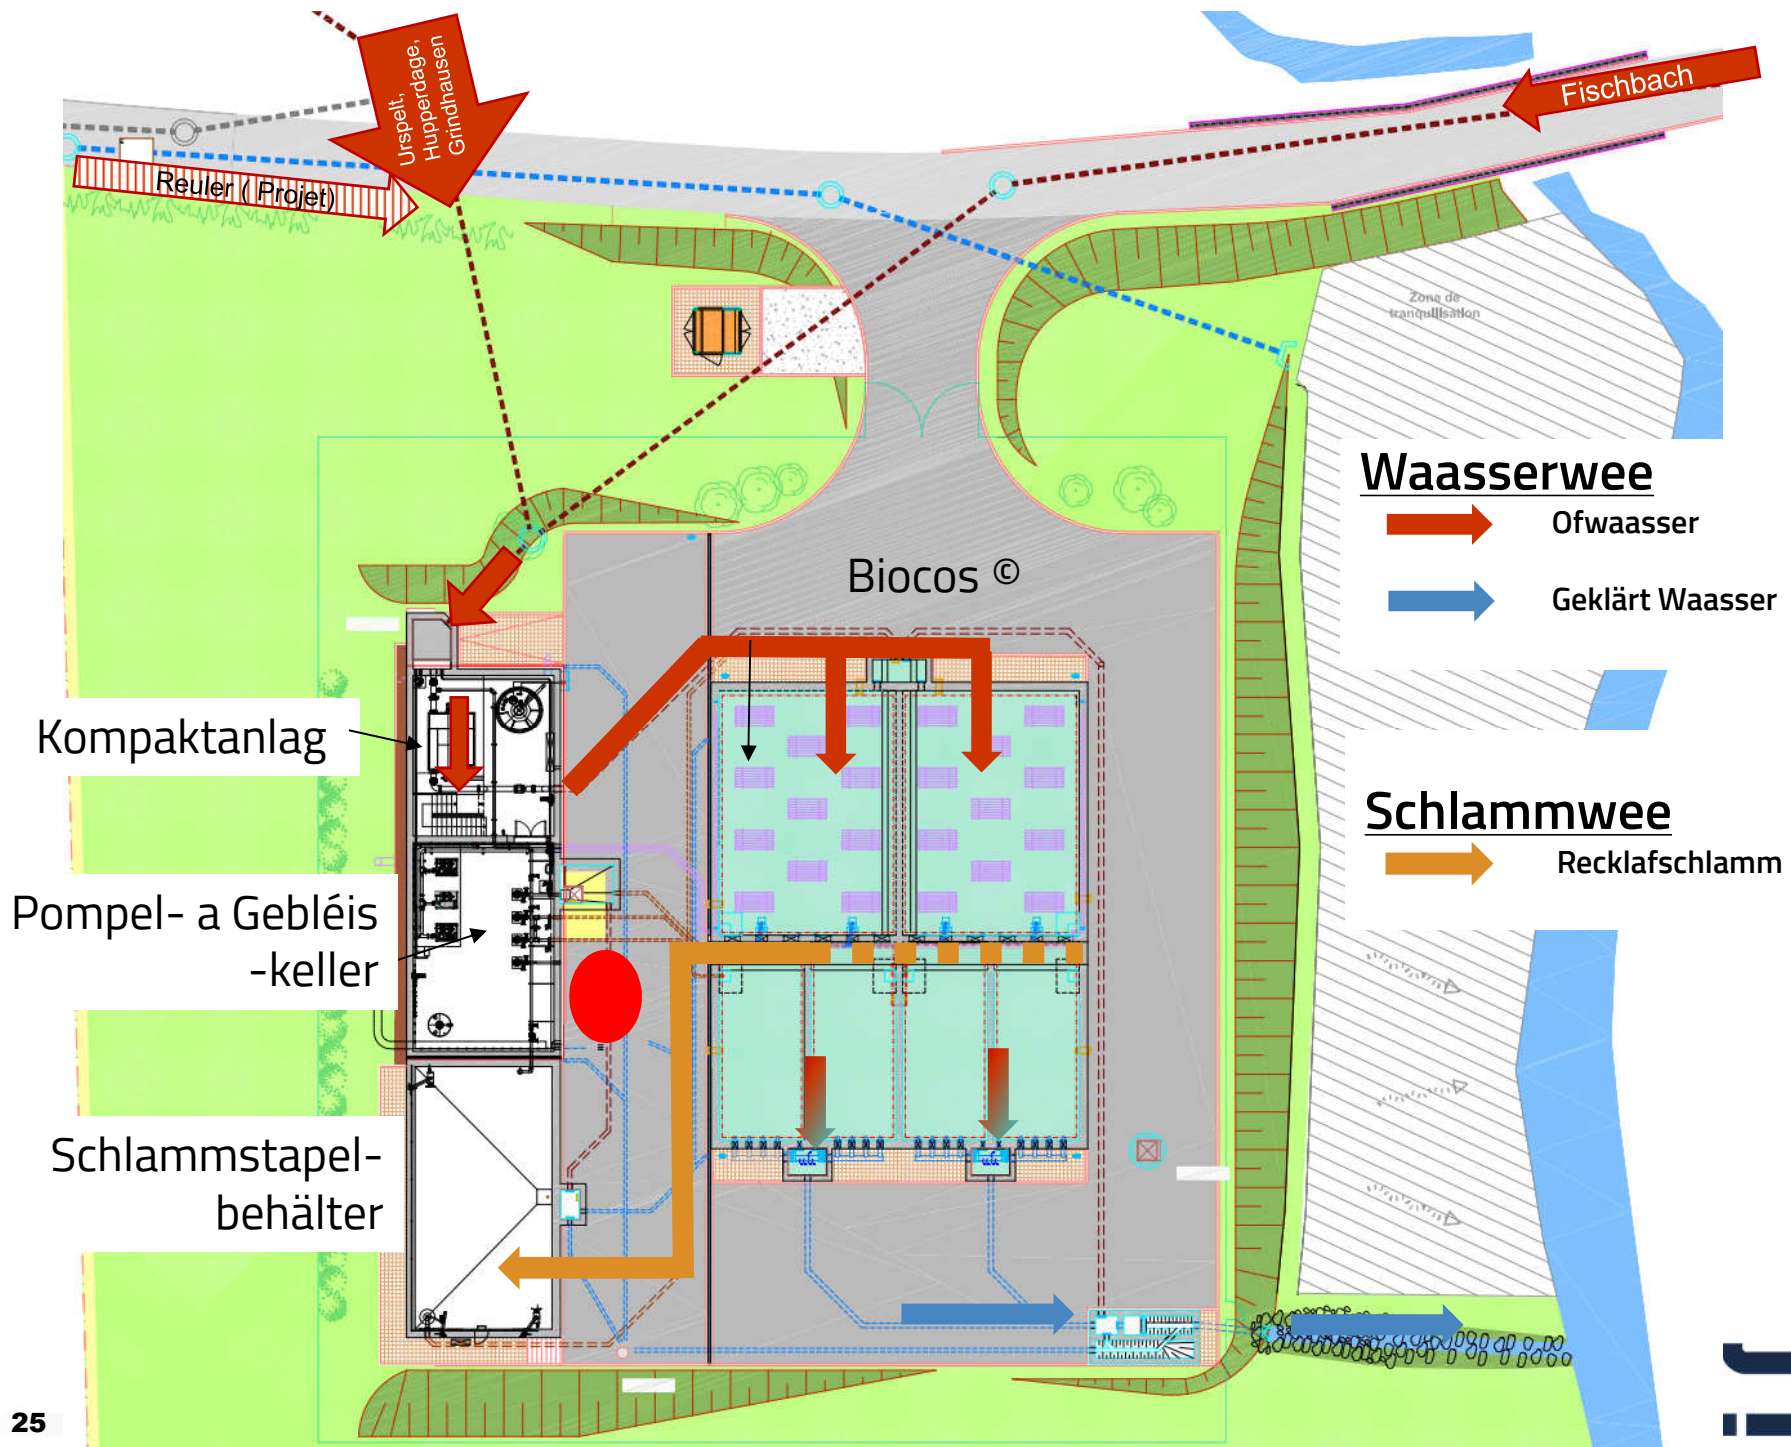 Urspelt,
Hupperdage,
Grindhausen
Fischbach
Reuler ( Projet)
Zone de
tranquillisation
Waasserwee
Ofwaasser
Geklärt Waasser
Biocos ©
Kompaktanlag
Schlammwee
Recklafschlamm
Pompel- a Gebléis
-keller
Schlammstapel-
behälter
25